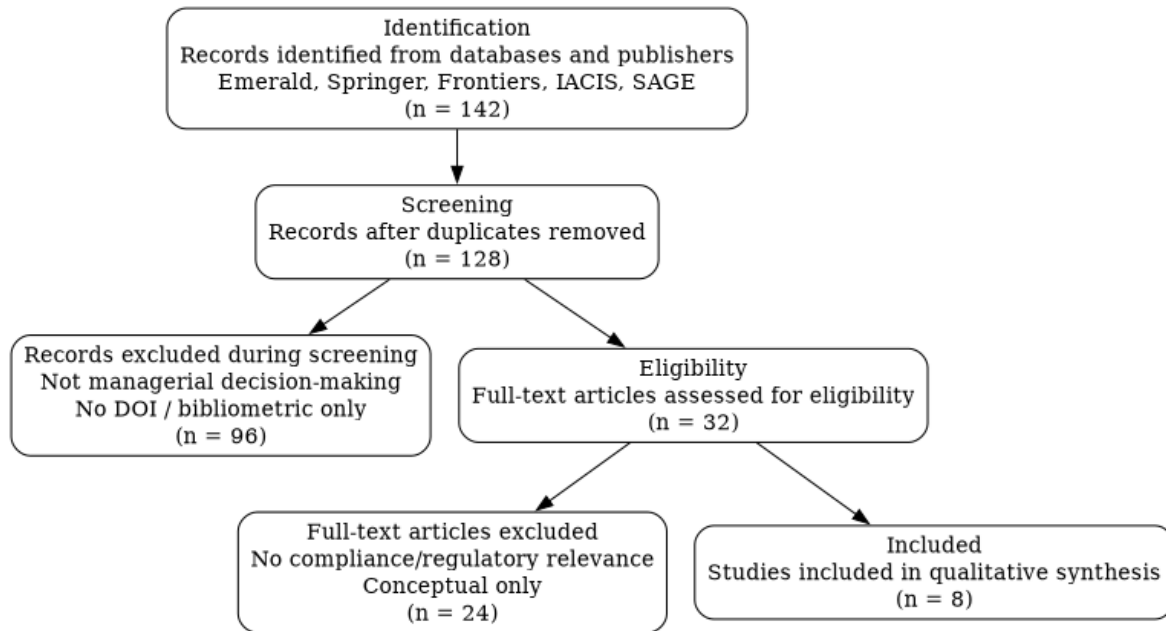 Identification
Records identified from databases and publishers
Emerald, Springer, Frontiers, IACIS, SAGE
(n = 142)
Screening
Records after duplicates removed
(n = 128)
Records excluded during screening
Not managerial decision-making
No DOI / bibliometric only
(n = 96)
Eligibility
Full-text articles assessed for eligibility
(n = 32)
Full-text articles excluded
No compliance/regulatory relevance
Conceptual only
(n = 24)
Included
Studies included in qualitative synthesis
(n = 8)